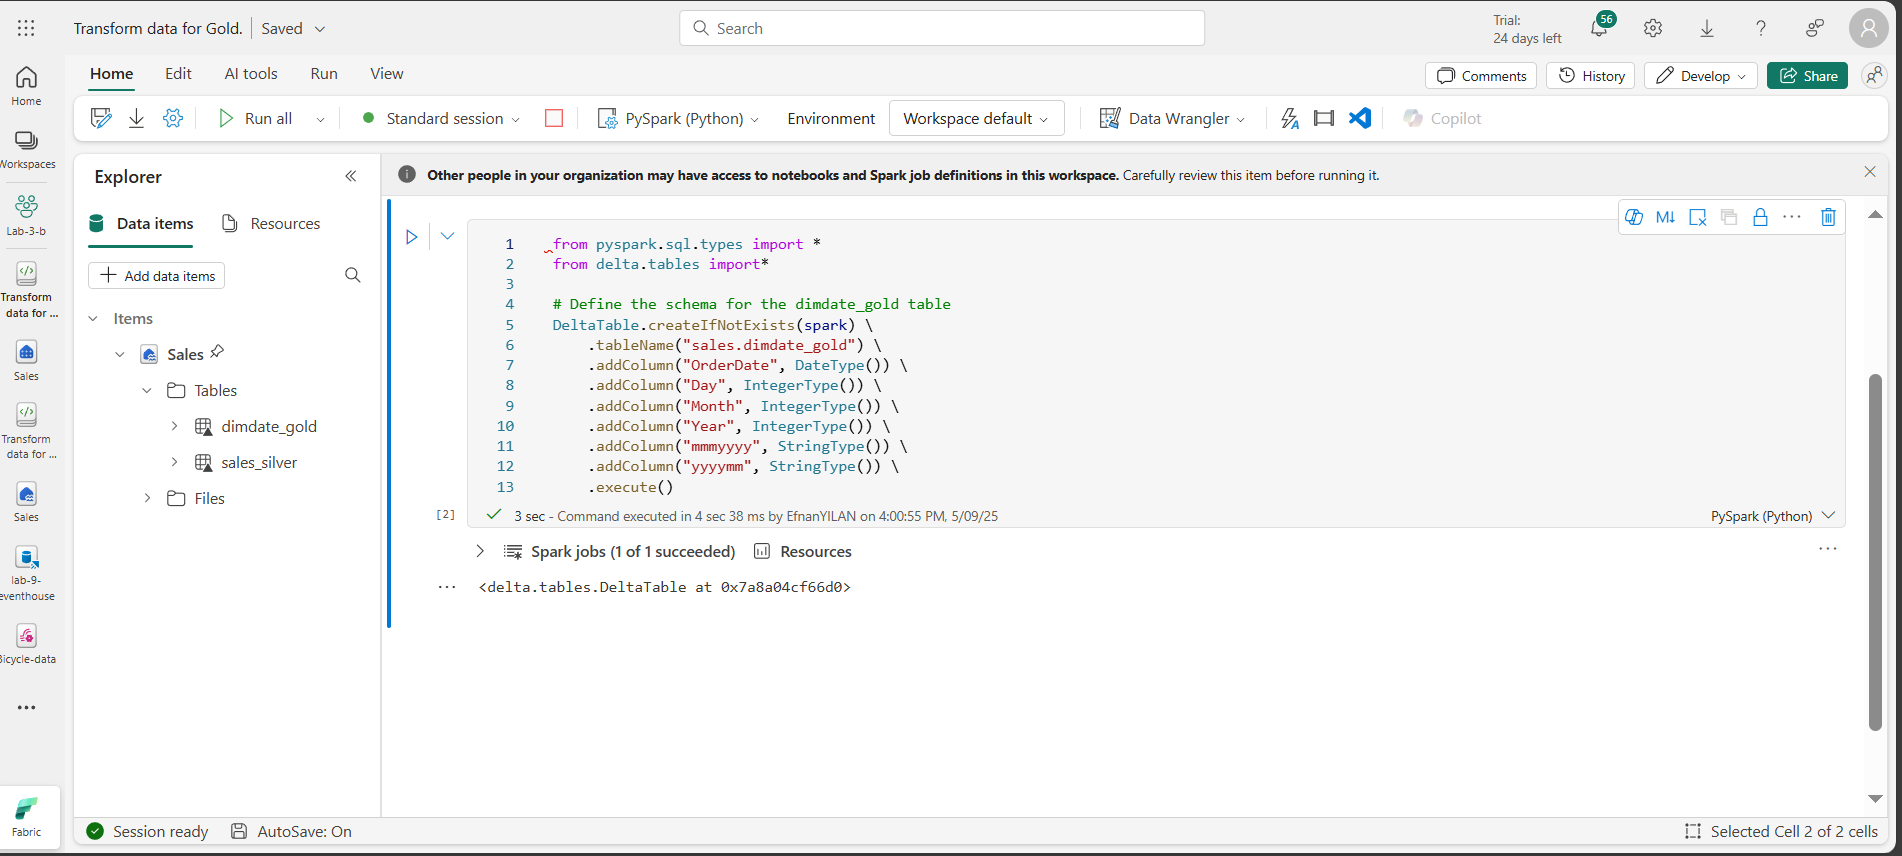 Transform data for Gold.
Saved
Search
Trial:
24 days left
56
Home
Edit
AI tools
Run
View
Comments
History
Develop
Share
Run all
Standard session
PySpark (Python)
Environment
Workspace default
Data Wrangler
Copilot
Home
Workspaces
Lab-3-b
Transform
data for ...
Sales
Transform
data for ...
Sales
lab-9-
eventhouse
Bicycle-data
Fabric
Explorer
Data items
Resources
Add data items
Items
Sales
Tables
dimdate_gold
sales_silver
Files
Other people in your organization may have access to notebooks and Spark job definitions in this workspace. Carefully review this item before running it.
M↓
1 from pyspark.sql.types import *
2 from delta.tables import*
3
4 # Define the schema for the dimdate_gold table
5 DeltaTable.createIfNotExists(spark) \
6 .tableName("sales.dimdate_gold") \
7 .addColumn("OrderDate", DateType()) \
8 .addColumn("Day", IntegerType()) \
9 .addColumn("Month", IntegerType()) \
10 .addColumn("Year", IntegerType()) \
11 .addColumn("mmmyyyy", StringType()) \
12 .addColumn("yyyymm", StringType()) \
13 .execute()
[2]
3 sec - Command executed in 4 sec 38 ms by EfnanYILAN on 4:00:55 PM, 5/09/25
PySpark (Python)
Spark jobs (1 of 1 succeeded)
Resources
<delta.tables.DeltaTable at 0x7a8a04cf66d0>
Session ready
AutoSave: On
Selected Cell 2 of 2 cells